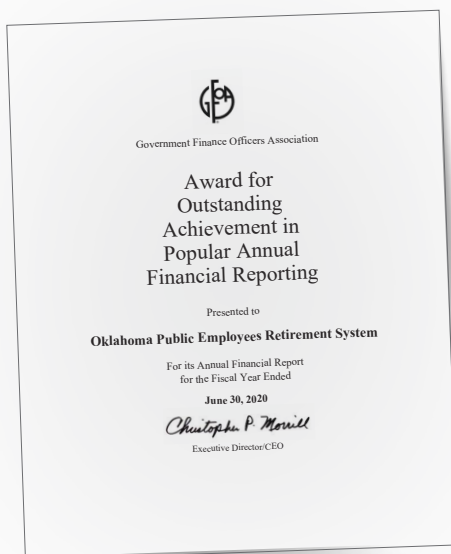 GFOA
Government Finance Officers Association
Award for
Outstanding
Achievement in
Popular Annual
Financial Reporting
Presented to
Oklahoma Public Employees Retirement System
For its Annual Financial Report
for the Fiscal Year Ended
June 30, 2020
Christopher P. Morrill
Executive Director/CEO